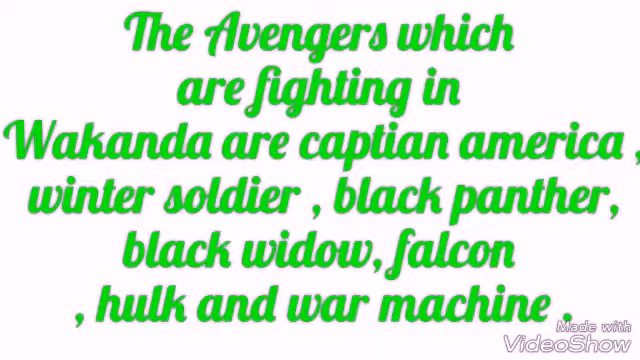 The Avengers which
are fighting in
Wakanda are captian america ,
winter soldier , black panther,
black widow, falcon
, hulk and war machine .
Made with
VideoShow